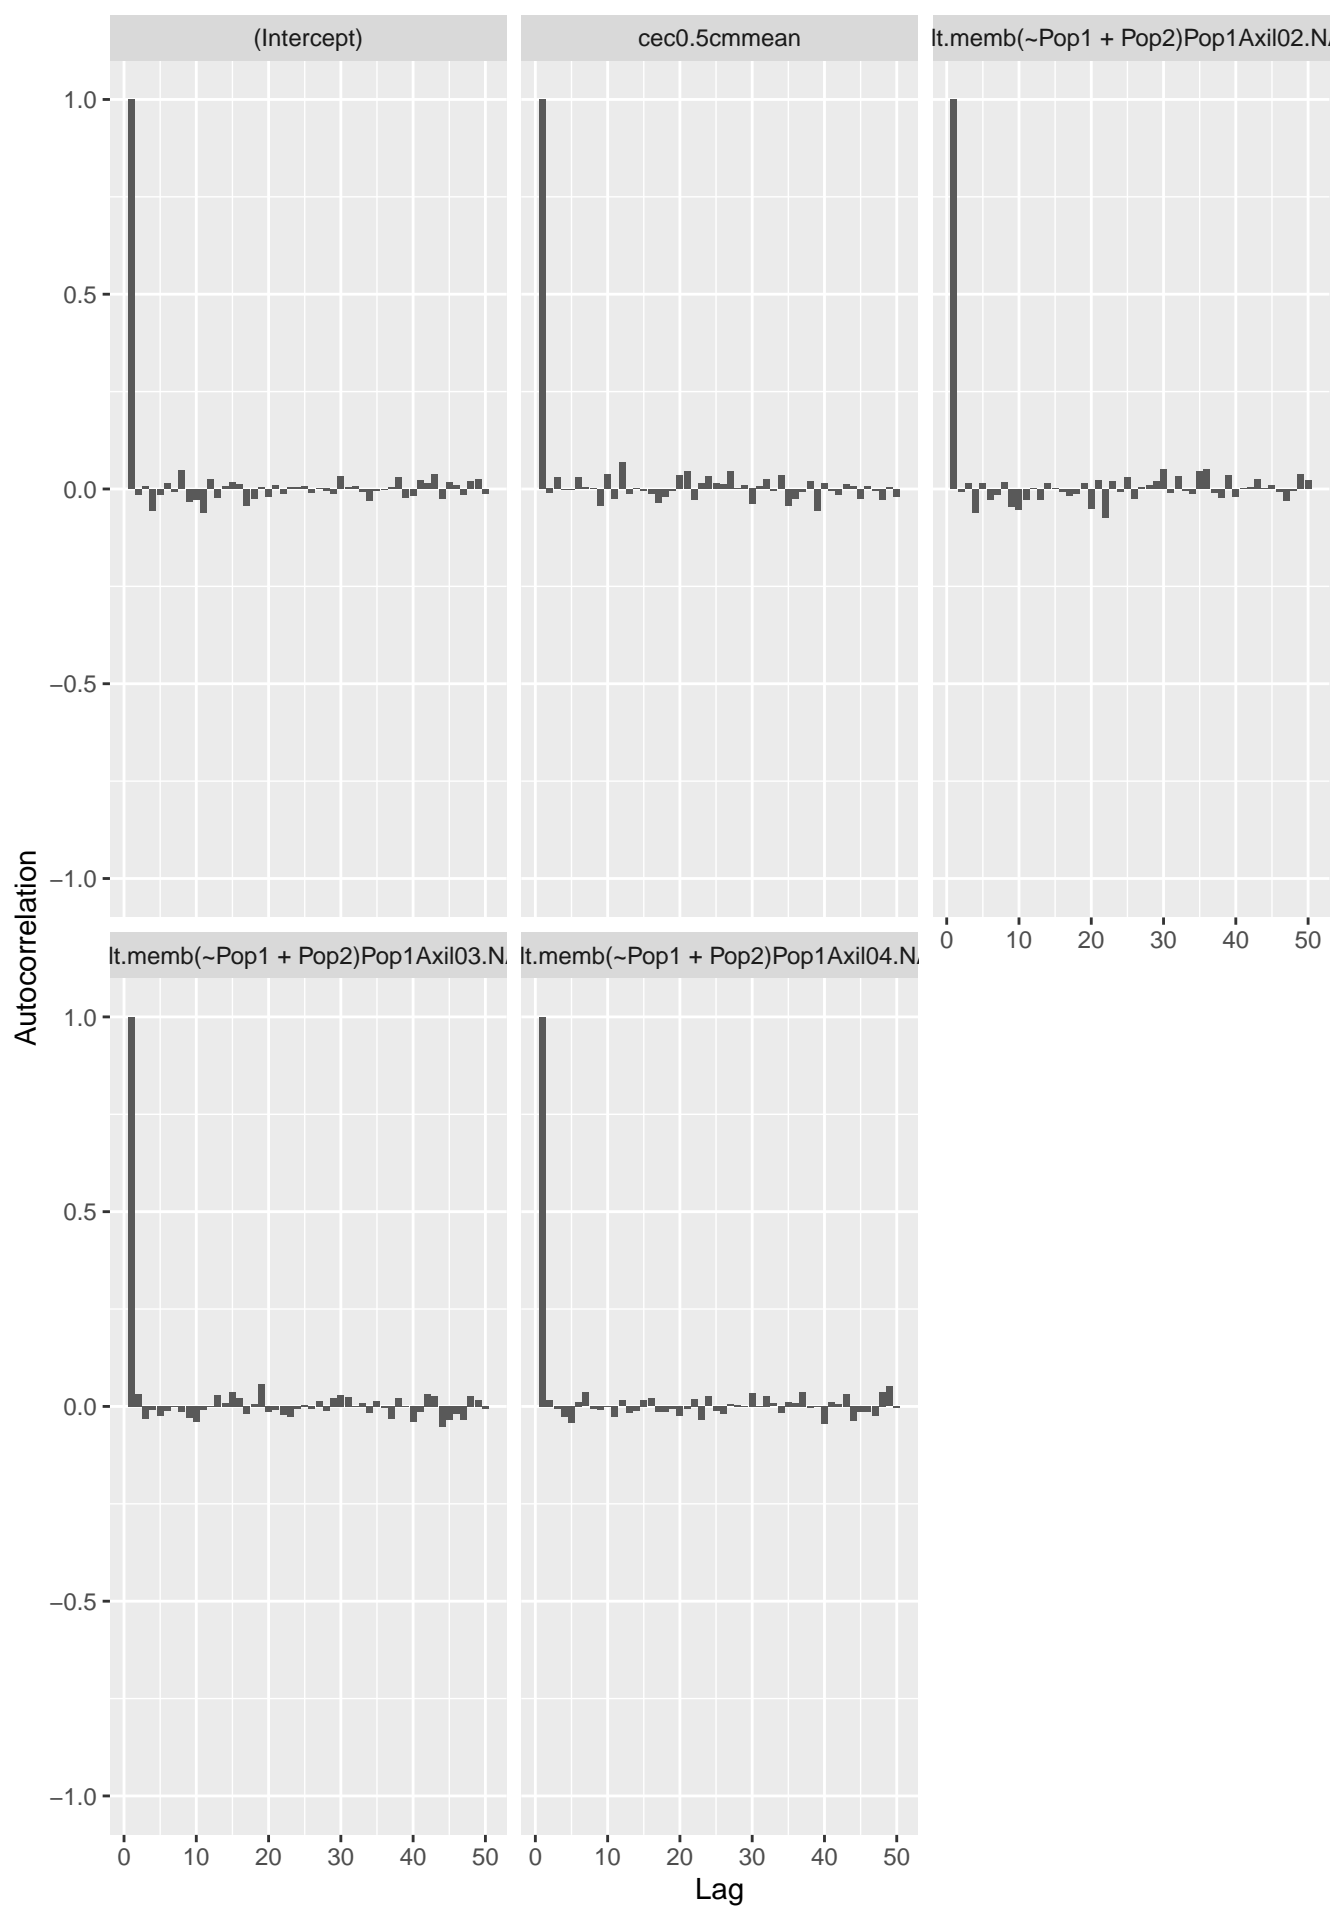 (Intercept)
cec0.5cmmean
lt.memb(~Pop1 + Pop2)Pop1Axil02.N
1.0
0.5
0.0
−0.5
−1.0
0 10 20 30 40 50
lt.memb(~Pop1 + Pop2)Pop1Axil03.N
lt.memb(~Pop1 + Pop2)Pop1Axil04.N
Autocorrelation
1.0
0.5
0.0
−0.5
−1.0
0 10 20 30 40 50
0 10 20 30 40 50
Lag